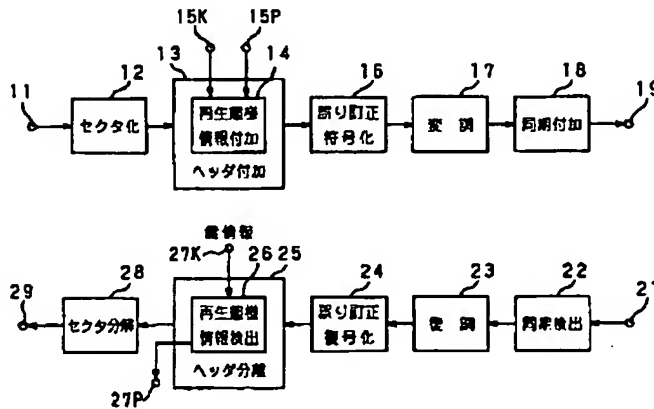 15K 15P
13 14
11 12 16 17 18 19
セクタ化
再生態様
情報付加
ヘッダ付加
誤り訂正
符号化
変調
同期付加
鍵情報
27K 26 25
29 28 24 23 22 21
セクタ分解
再生態様
情報検出
ヘッダ分離
誤り訂正
復号化
復調
同期検出
27P